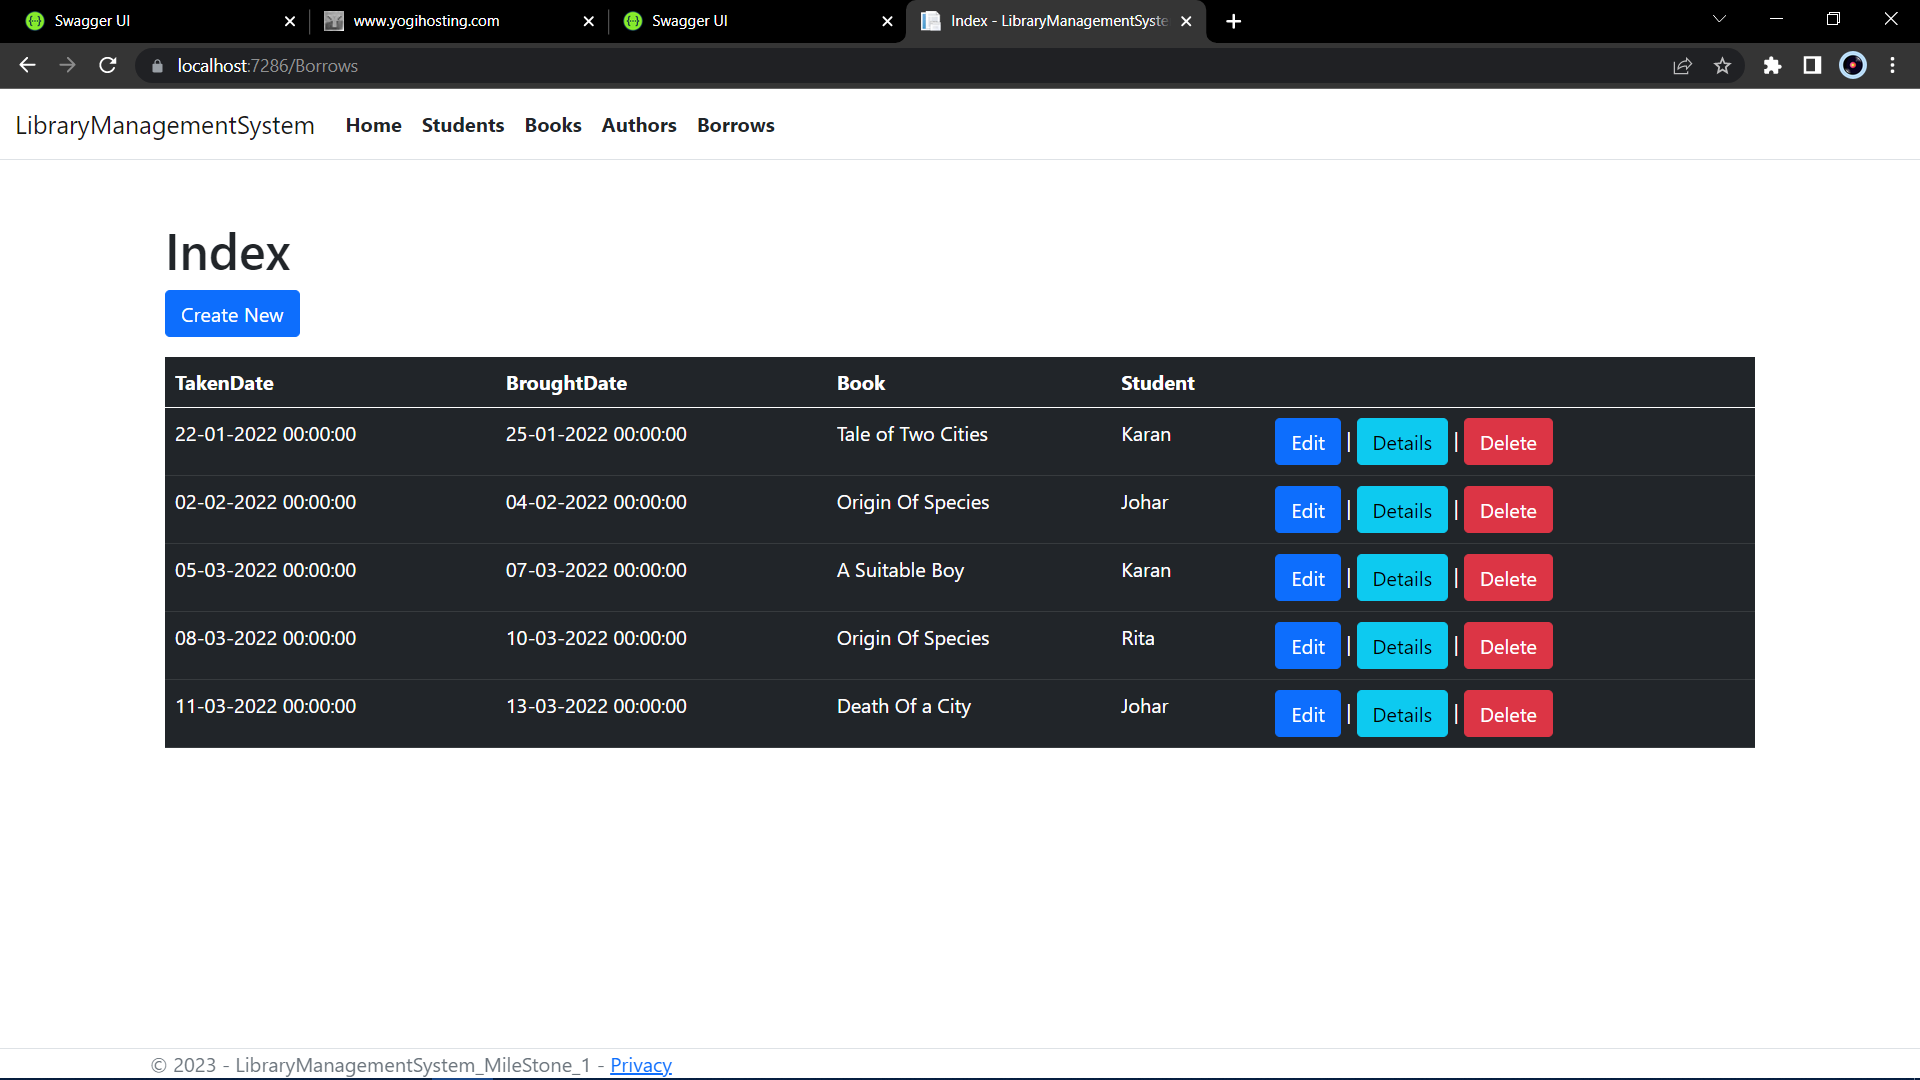 Swagger UI www.yogihosting.com Swagger UI Index - LibraryManagementSyste
localhost:7286/Borrows
LibraryManagementSystem Home Students Books Authors Borrows
Index
Create New
TakenDate BroughtDate Book Student
22-01-2022 00:00:00 25-01-2022 00:00:00 Tale of Two Cities Karan Edit | Details | Delete
02-02-2022 00:00:00 04-02-2022 00:00:00 Origin Of Species Johar Edit | Details | Delete
05-03-2022 00:00:00 07-03-2022 00:00:00 A Suitable Boy Karan Edit | Details | Delete
08-03-2022 00:00:00 10-03-2022 00:00:00 Origin Of Species Rita Edit | Details | Delete
11-03-2022 00:00:00 13-03-2022 00:00:00 Death Of a City Johar Edit | Details | Delete
© 2023 - LibraryManagementSystem_MileStone_1 - Privacy